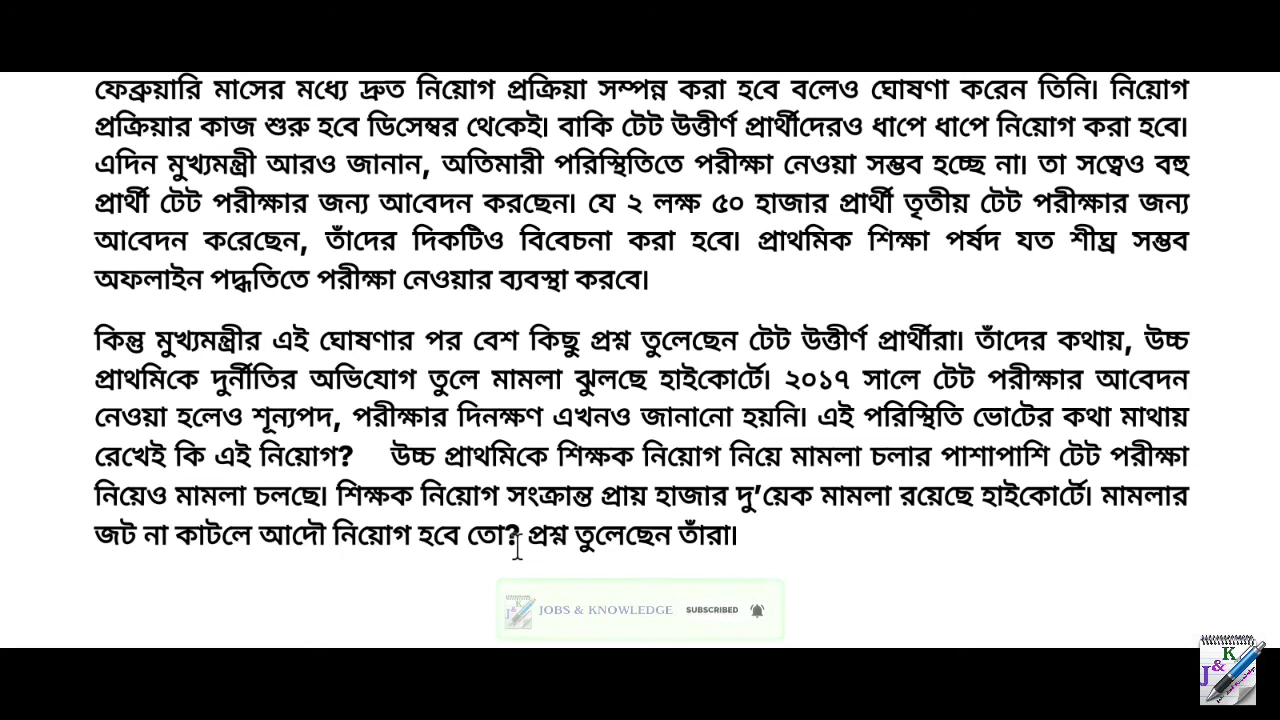 ফেব্রুয়ারি মাসের মধ্যে দ্রুত নিয়োগ প্রক্রিয়া সম্পন্ন করা হবে বলেও ঘোষণা করেন তিনি। নিয়োগ
প্রক্রিয়ার কাজ শুরু হবে ডিসেম্বর থেকেই। বাকি টেট উত্তীর্ণ প্রার্থীদেরও ধাপে ধাপে নিয়োগ করা হবে।
এদিন মুখ্যমন্ত্রী আরও জানান, অতিমারী পরিস্থিতিতে পরীক্ষা নেওয়া সম্ভব হচ্ছে না। তা সত্বেও বহু
প্রার্থী টেট পরীক্ষার জন্য আবেদন করছেন। যে ২ লক্ষ ৫০ হাজার প্রার্থী তৃতীয় টেট পরীক্ষার জন্য
আবেদন করেছেন, তাঁদের দিকটিও বিবেচনা করা হবে। প্রাথমিক শিক্ষা পর্ষদ যত শীঘ্র সম্ভব
অফলাইন পদ্ধতিতে পরীক্ষা নেওয়ার ব্যবস্থা করবে।
কিন্তু মুখ্যমন্ত্রীর এই ঘোষণার পর বেশ কিছু প্রশ্ন তুলেছেন টেট উত্তীর্ণ প্রার্থীরা। তাঁদের কথায়, উচ্চ
প্রাথমিকে দুর্নীতির অভিযোগ তুলে মামলা ঝুলছে হাইকোর্টে। ২০১৭ সালে টেট পরীক্ষার আবেদন
নেওয়া হলেও শূন্যপদ, পরীক্ষার দিনক্ষণ এখনও জানানো হয়নি। এই পরিস্থিতি ভোটের কথা মাথায়
রেখেই কি এই নিয়োগ? উচ্চ প্রাথমিকে শিক্ষক নিয়োগ নিয়ে মামলা চলার পাশাপাশি টেট পরীক্ষা
নিয়েও মামলা চলছে। শিক্ষক নিয়োগ সংক্রান্ত প্রায় হাজার দু’য়েক মামলা রয়েছে হাইকোর্টে। মামলার
জট না কাটলে আদৌ নিয়োগ হবে তো? প্রশ্ন তুলেছেন তাঁরা।
JOBS & KNOWLEDGE SUBSCRIBED
J&K